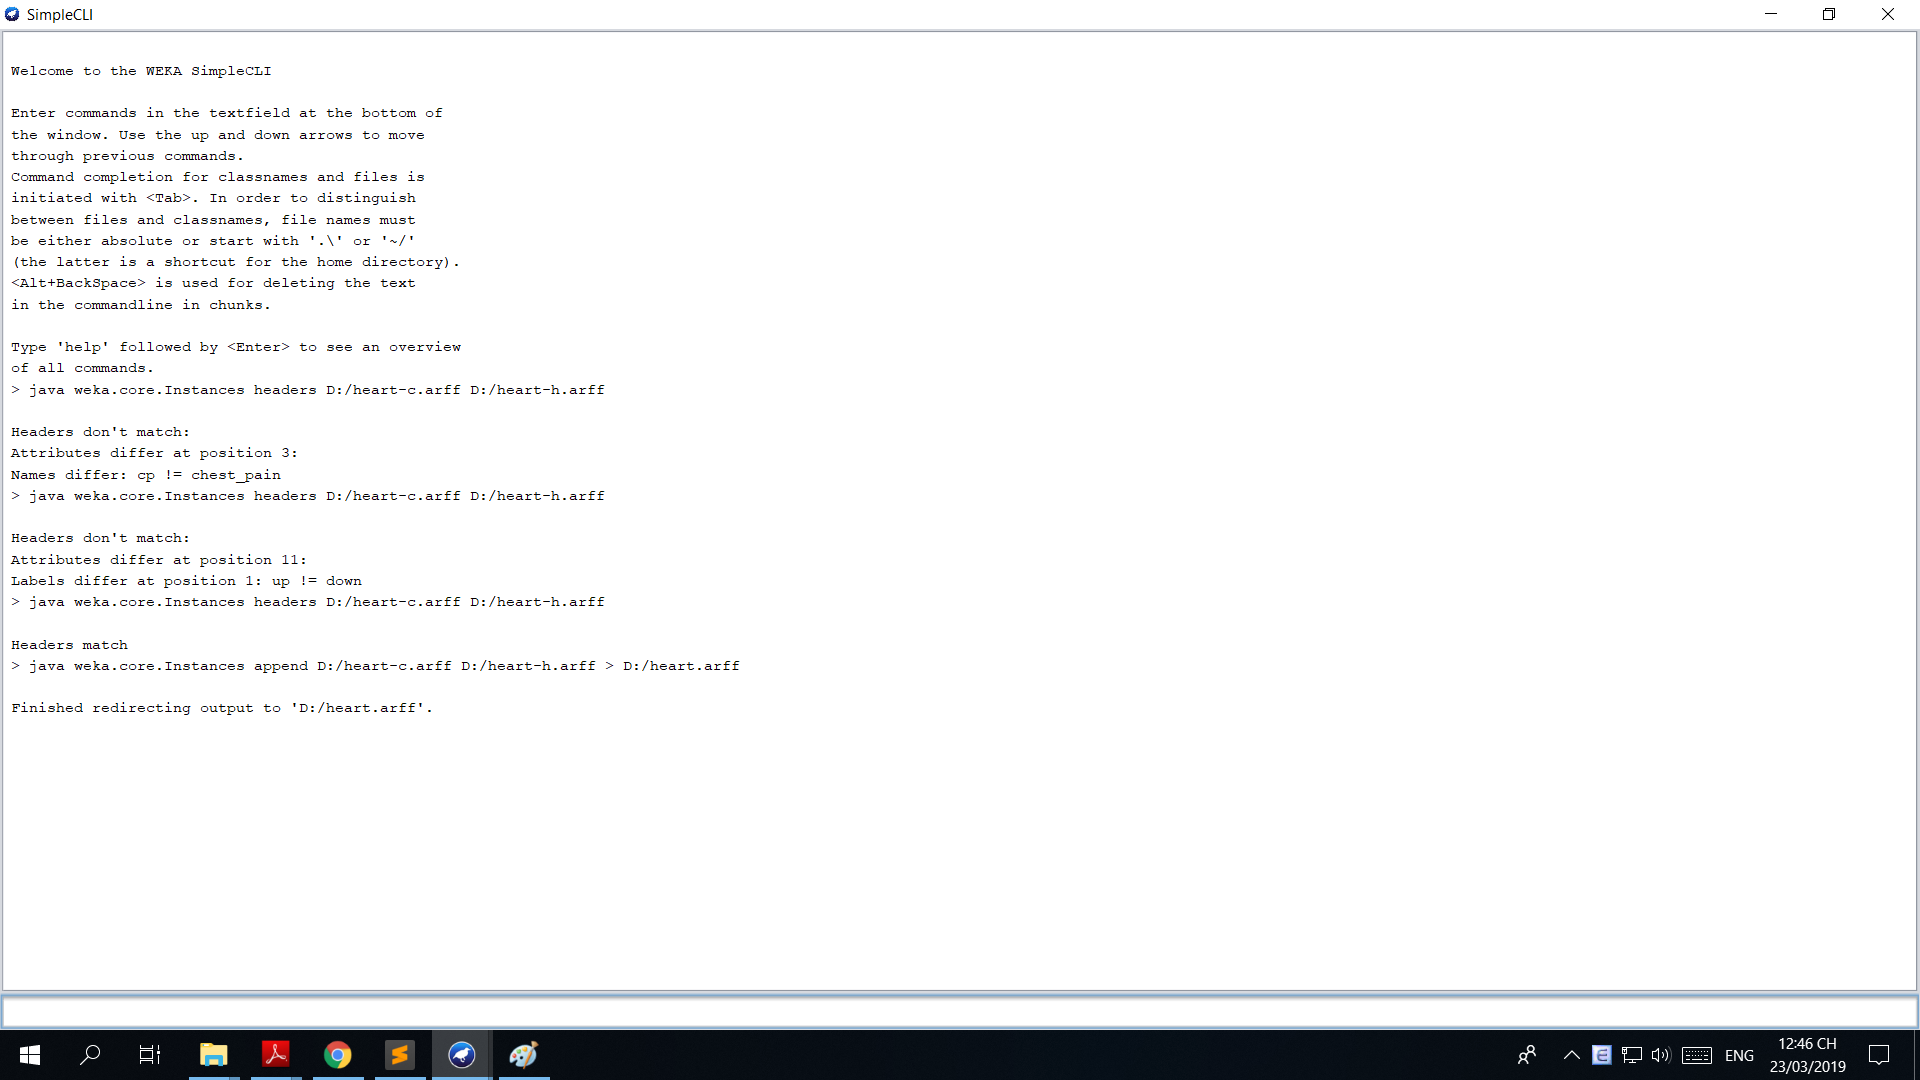 SimpleCLI
Welcome to the WEKA SimpleCLI
Enter commands in the textfield at the bottom of
the window. Use the up and down arrows to move
through previous commands.
Command completion for classnames and files is
initiated with <Tab>. In order to distinguish
between files and classnames, file names must
be either absolute or start with '.\' or '~/'
(the latter is a shortcut for the home directory).
<Alt+BackSpace> is used for deleting the text
in the commandline in chunks.
Type 'help' followed by <Enter> to see an overview
of all commands.
> java weka.core.Instances headers D:/heart-c.arff D:/heart-h.arff
Headers don't match:
Attributes differ at position 3:
Names differ: cp != chest_pain
> java weka.core.Instances headers D:/heart-c.arff D:/heart-h.arff
Headers don't match:
Attributes differ at position 11:
Labels differ at position 1: up != down
> java weka.core.Instances headers D:/heart-c.arff D:/heart-h.arff
Headers match
> java weka.core.Instances append D:/heart-c.arff D:/heart-h.arff > D:/heart.arff
Finished redirecting output to 'D:/heart.arff'.
ENG
12:46 CH
23/03/2019